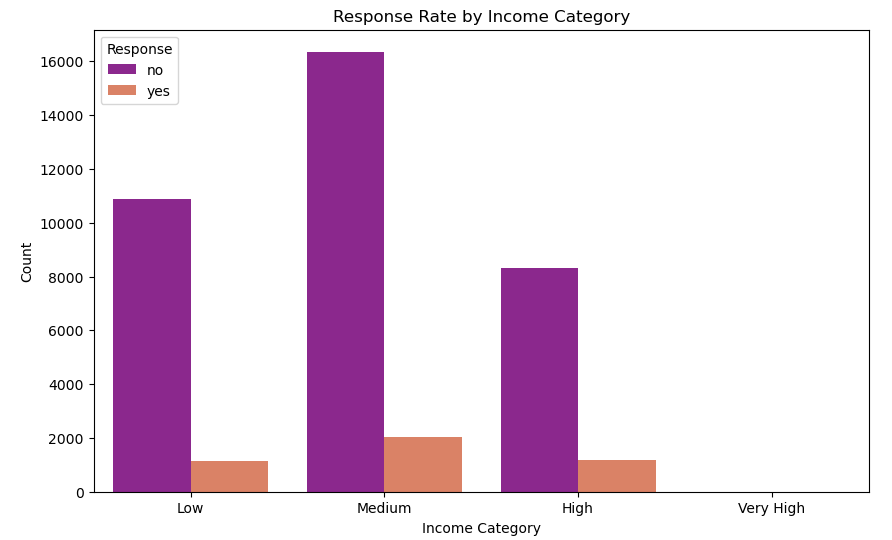 Response Rate by Income Category
Response
no
yes
16000
14000
12000
10000
8000
6000
4000
2000
0
Count
Low Medium High Very High
Income Category